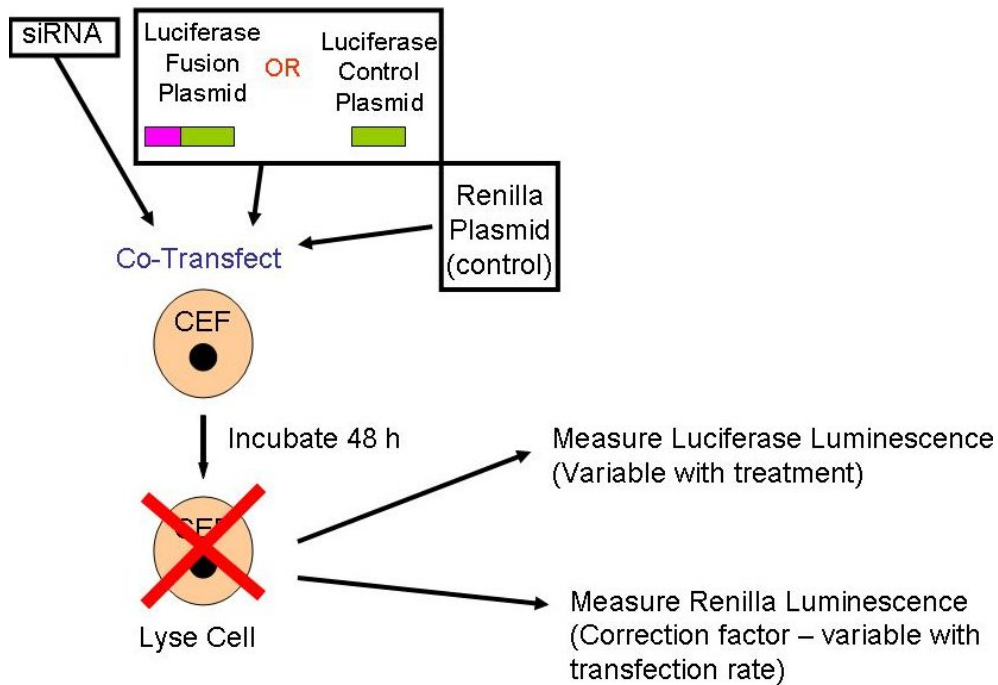 siRNA
Luciferase
Fusion
Plasmid
OR
Luciferase
Control
Plasmid
Renilla
Plasmid
(control)
Co-Transfect
CEF
Incubate 48 h
CEF
Lyse Cell
Measure Luciferase Luminescence
(Variable with treatment)
Measure Renilla Luminescence
(Correction factor – variable with
transfection rate)